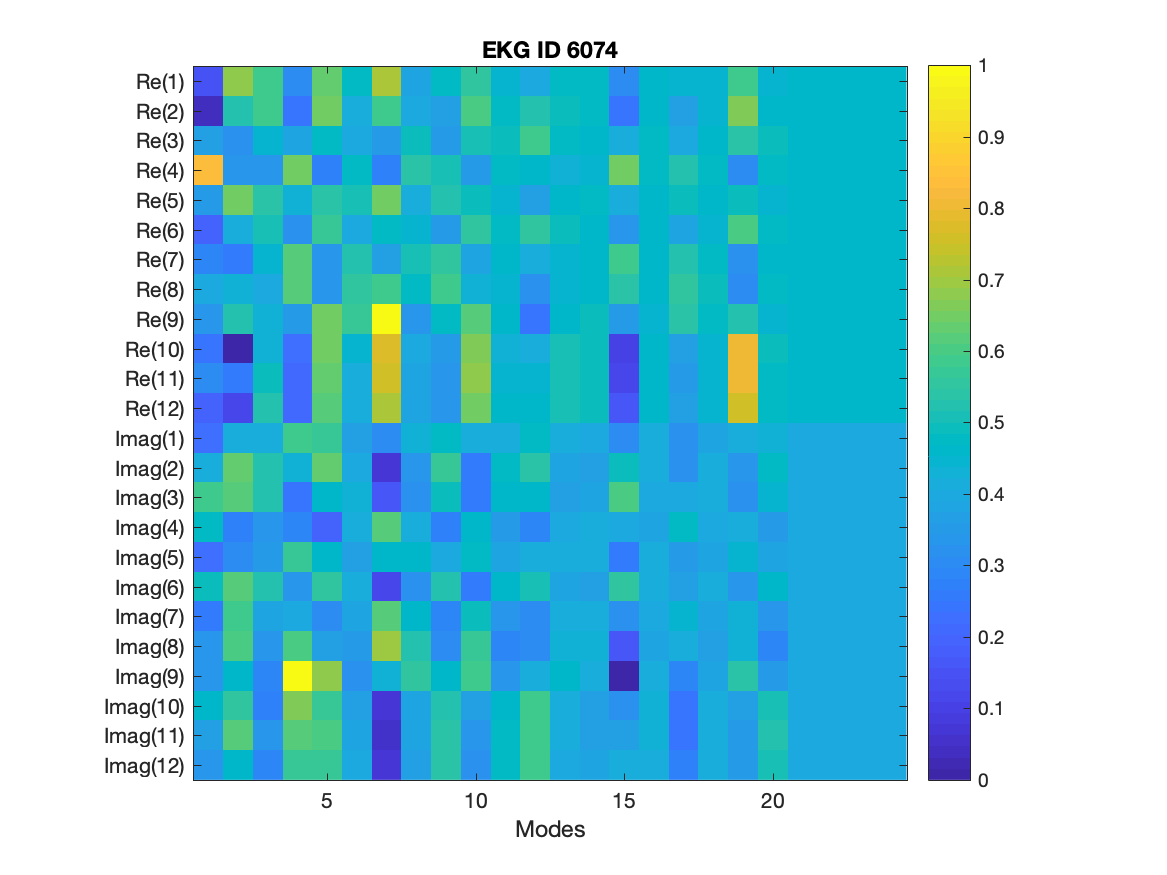 EKG ID 6074
Re(1)
Re(2)
Re(3)
Re(4)
Re(5)
Re(6)
Re(7)
Re(8)
Re(9)
Re(10)
Re(11)
Re(12)
Imag(1)
Imag(2)
Imag(3)
Imag(4)
Imag(5)
Imag(6)
Imag(7)
Imag(8)
Imag(9)
Imag(10)
Imag(11)
Imag(12)
5 10 15 20
Modes
1
0.9
0.8
0.7
0.6
0.5
0.4
0.3
0.2
0.1
0